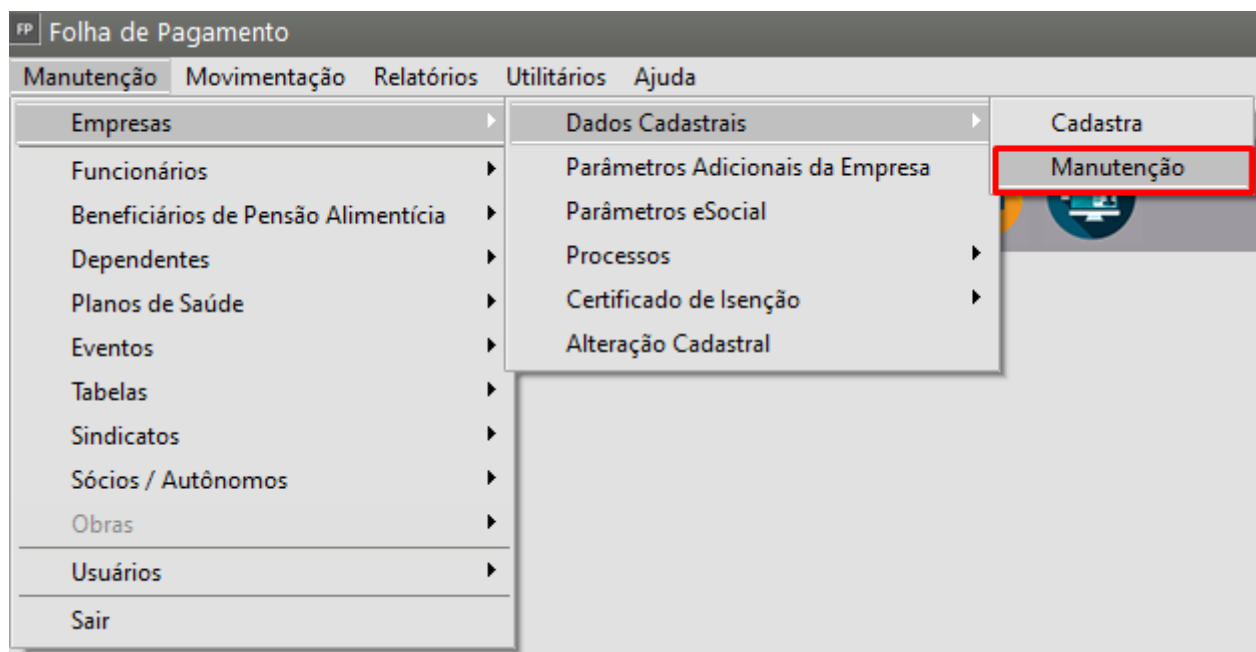 FP Folha de Pagamento
Manutenção Movimentação Relatórios Utilitários Ajuda
Empresas
Funcionários
Beneficiários de Pensão Alimentícia
Dependentes
Planos de Saúde
Eventos
Tabelas
Sindicatos
Sócios / Autônomos
Obras
Usuários
Sair
Dados Cadastrais
Parâmetros Adicionais da Empresa
Parâmetros eSocial
Processos
Certificado de Isenção
Alteração Cadastral
Cadastra
Manutenção